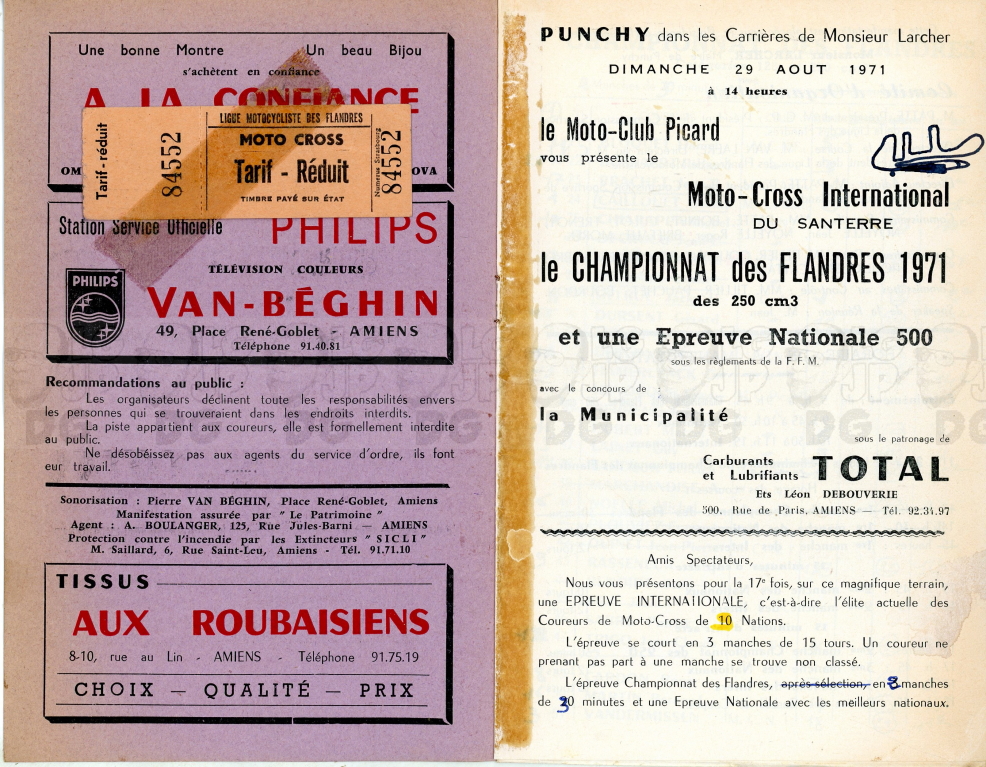 Une bonne Montre Un beau Bijou
s'achètent en confiance
A LA CONFIANCE
OM OVA
Tarif - réduit
84552
LIGUE MOTOCYCLISTE DES FLANDRES
MOTO CROSS
Tarif - Réduit
TIMBRE PAYÉ SUR ÉTAT
Numeros Strasbourg
84552
Station Service Officielle PHILIPS
TÉLÉVISION COULEURS
PHILIPS
VAN-BÉGHIN
49, Place René-Goblet - AMIENS
Téléphone 91.40.81
Recommandations au public :
Les organisateurs déclinent toute les responsabilités envers
les personnes qui se trouveraient dans les endroits interdits.
La piste appartient aux coureurs, elle est formellement interdite
au public.
Ne désobéissez pas aux agents du service d'ordre, ils font
eur travail.
Sonorisation : Pierre VAN BÉGHIN, Place René-Goblet, Amiens
Manifestation assurée par " Le Patrimoine "
Agent : A. BOULANGER, 125, Rue Jules-Barni — AMIENS
Protection contre l'incendie par les Extincteurs " SICLI "
M. Saillard, 6, Rue Saint-Leu, Amiens - Tél. 91.71.10
TISSUS
AUX ROUBAISIENS
8-10, rue au Lin - AMIENS - Téléphone 91.75.19
CHOIX — QUALITÉ — PRIX
PUNCHY dans les Carrières de Monsieur Larcher
DIMANCHE 29 AOUT 1971
à 14 heures
le Moto-Club Picard
vous présente le
Moto-Cross International
DU SANTERRE
le CHAMPIONNAT des FLANDRES 1971
des 250 cm3
et une Epreuve Nationale 500
sous les règlements de la F. F. M.
avec le concours de :
la Municipalité
sous le patronage de
Carburants
et Lubrifiants TOTAL
Ets Léon DEBOUVERIE
500, Rue de Paris, AMIENS — Tél. 92.34.97
Amis Spectateurs,
Nous vous présentons pour la 17e fois, sur ce magnifique terrain,
une EPREUVE INTERNATIONALE, c'est-à-dire l'élite actuelle des
Coureurs de Moto-Cross de 10 Nations.
L'épreuve se court en 3 manches de 15 tours. Un coureur ne
prenant pas part à une manche se trouve non classé.
L'épreuve Championnat des Flandres, après sélection, en 3 manches
de 30 minutes et une Epreuve Nationale avec les meilleurs nationaux.